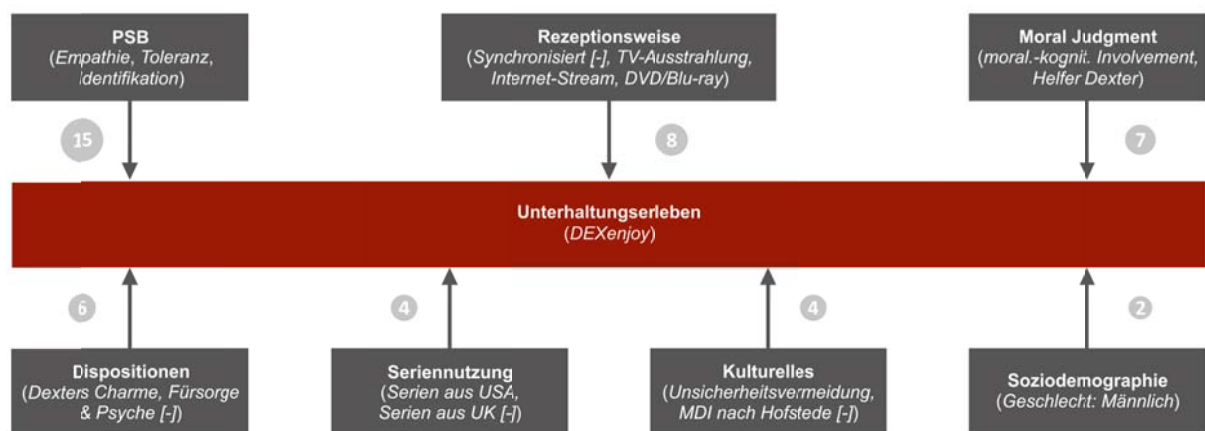 PSB
(Empathie, Toleranz,
Identifikation)
Rezeptionsweise
(Synchronisiert [-], TV-Ausstrahlung,
Internet-Stream, DVD/Blu-ray)
Moral Judgment
(moral.-kognit. Involvement,
Helfer Dexter)
15
8
7
Unterhaltungserleben
(DEXenjoy)
6
4
4
2
Dispositionen
(Dexters Charme, Fürsorge
& Psyche [-])
Seriennutzung
(Serien aus USA,
Serien aus UK [-])
Kulturelles
(Unsicherheitsvermeidung,
MDI nach Hofstede [-])
Soziodemographie
(Geschlecht: Männlich)